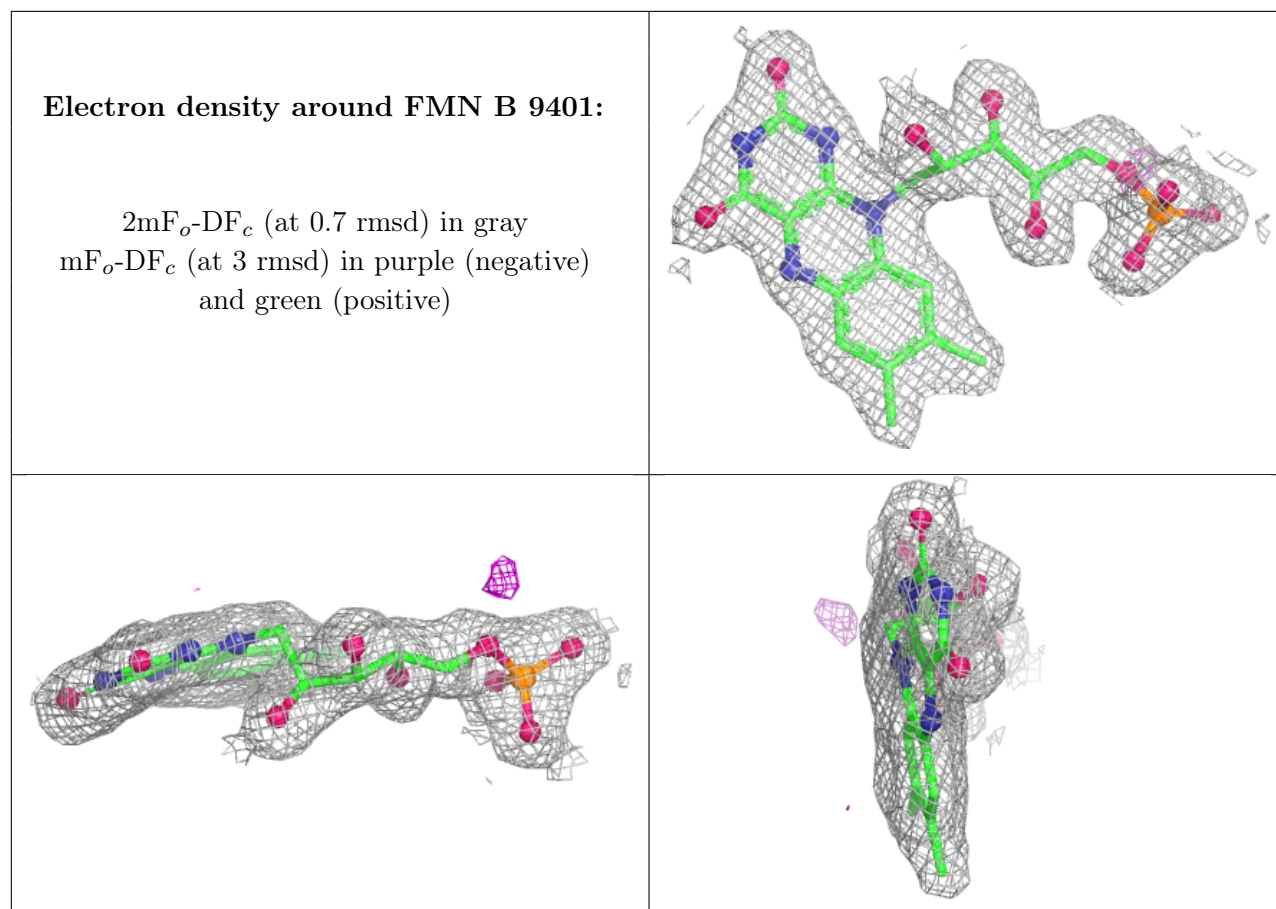 Electron density around FMN B 9401:
2mFo-DFc (at 0.7 rmsd) in gray
mFo-DFc (at 3 rmsd) in purple (negative)
and green (positive)